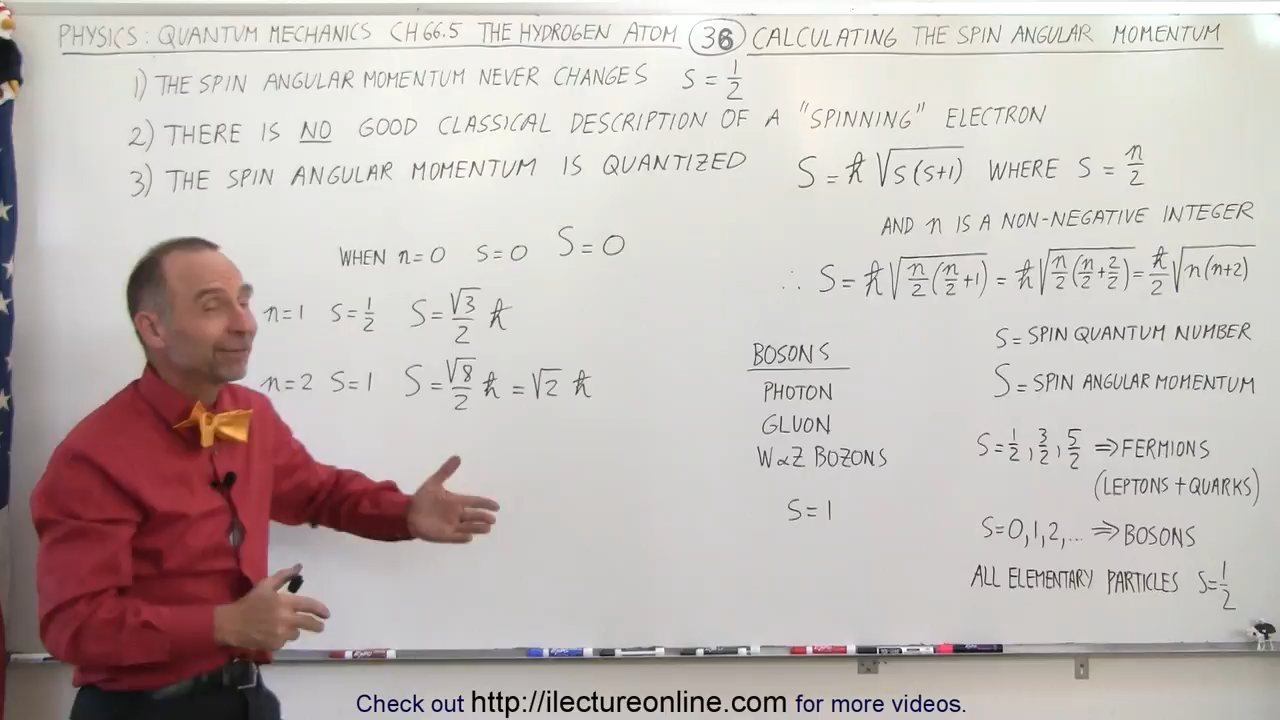 PHYSICS: QUANTUM MECHANICS CH 66.5 THE HYDROGEN ATOM 36 CALCULATING THE SPIN ANGULAR MOMENTUM
1) THE SPIN ANGULAR MOMENTUM NEVER CHANGES s = 1/2
2) THERE IS NO GOOD CLASSICAL DESCRIPTION OF A "SPINNING" ELECTRON
3) THE SPIN ANGULAR MOMENTUM IS QUANTIZED
S = ħ √s(s+1) WHERE s = n/2
AND n IS A NON-NEGATIVE INTEGER
∴ S = ħ √n/2(n/2+1) = ħ √n/2(n/2+2/2) = ħ/2 √n(n+2)
WHEN n=0 s=0 S=0
n=1 s=1/2 S=√3/2 ħ
n=2 s=1 S=√8/2 ħ = √2 ħ
BOSONS
PHOTON
GLUON
W∝Z BOZONS
s=1
s= SPIN QUANTUM NUMBER
S= SPIN ANGULAR MOMENTUM
s=1/2, 3/2, 5/2 ⇒ FERMIONS
(LEPTONS + QUARKS)
s=0,1,2,... ⇒ BOSONS
ALL ELEMENTARY PARTICLES s=1/2
Check out http://ilectureonline.com for more videos.